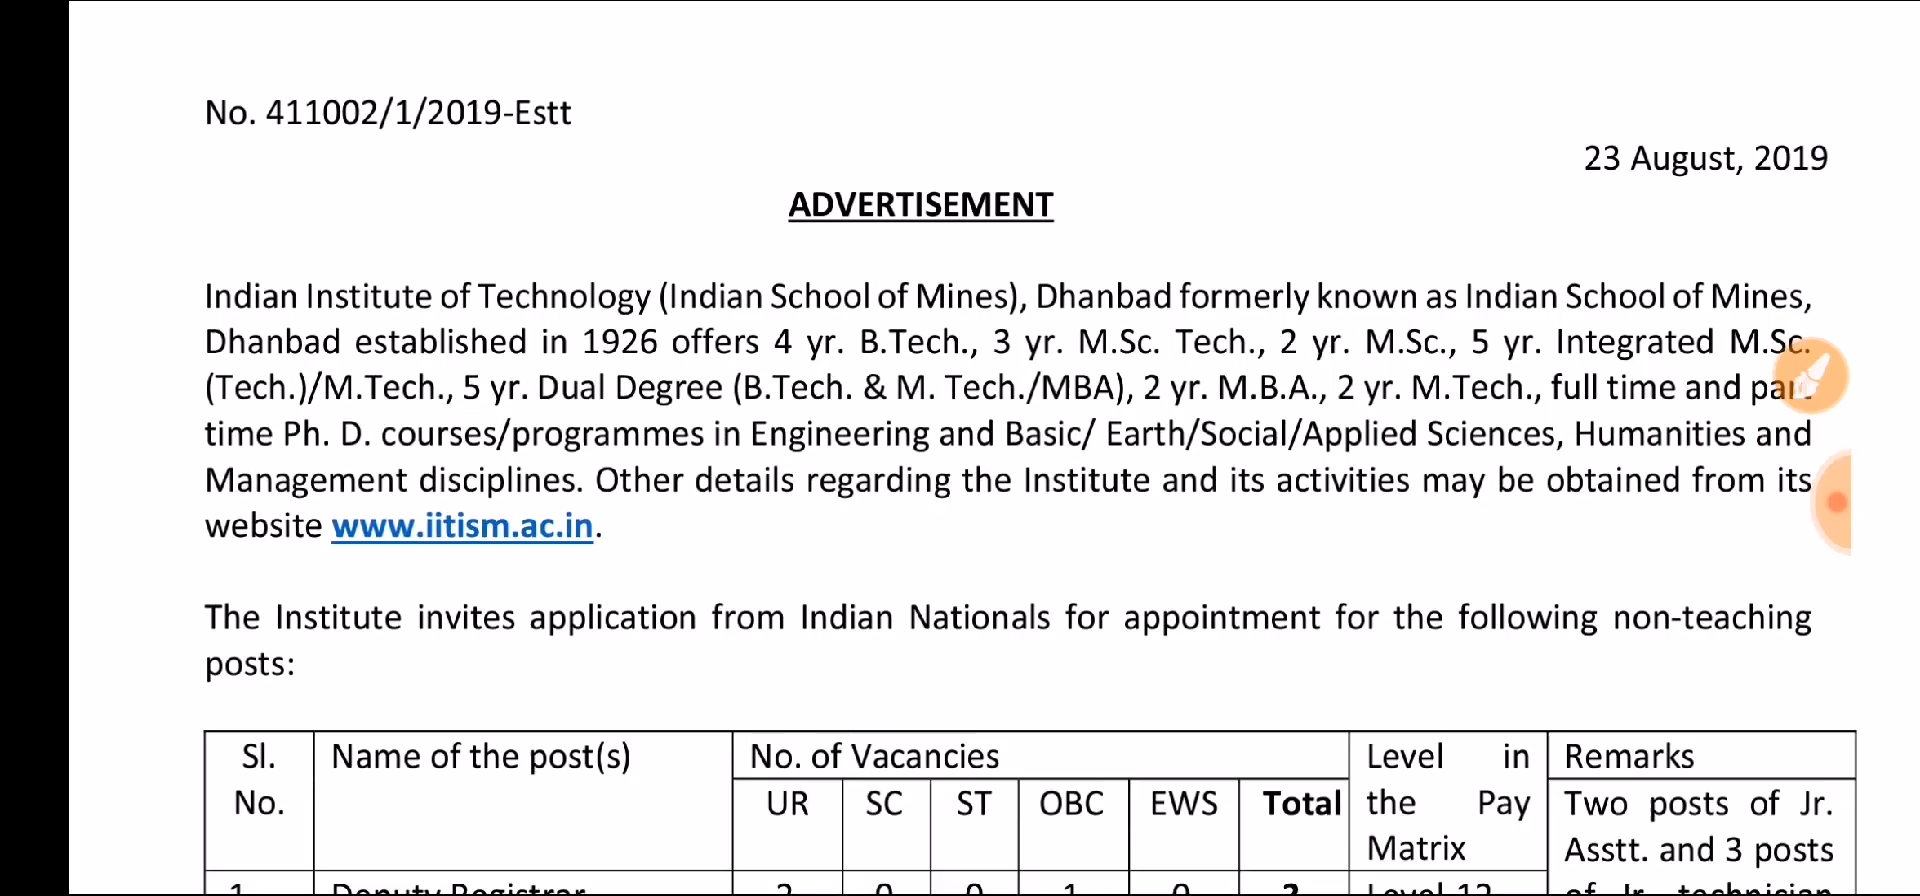 No. 411002/1/2019-Estt
23 August, 2019
ADVERTISEMENT
Indian Institute of Technology (Indian School of Mines), Dhanbad formerly known as Indian School of Mines,
Dhanbad established in 1926 offers 4 yr. B.Tech., 3 yr. M.Sc. Tech., 2 yr. M.Sc., 5 yr. Integrated M.Sc.
(Tech.)/M.Tech., 5 yr. Dual Degree (B.Tech. & M. Tech./MBA), 2 yr. M.B.A., 2 yr. M.Tech., full time and
time Ph. D. courses/programmes in Engineering and Basic/ Earth/Social/Applied Sciences, Humanities and
Management disciplines. Other details regarding the Institute and its activities may be obtained from its
website www.iitism.ac.in.
The Institute invites application from Indian Nationals for appointment for the following non-teaching
posts:
Sl. No. Name of the post(s) No. of Vacancies Level in the Pay Matrix Remarks
UR SC ST OBC EWS Total Two posts of Jr.
Asstt. and 3 posts
Deputy Registrar